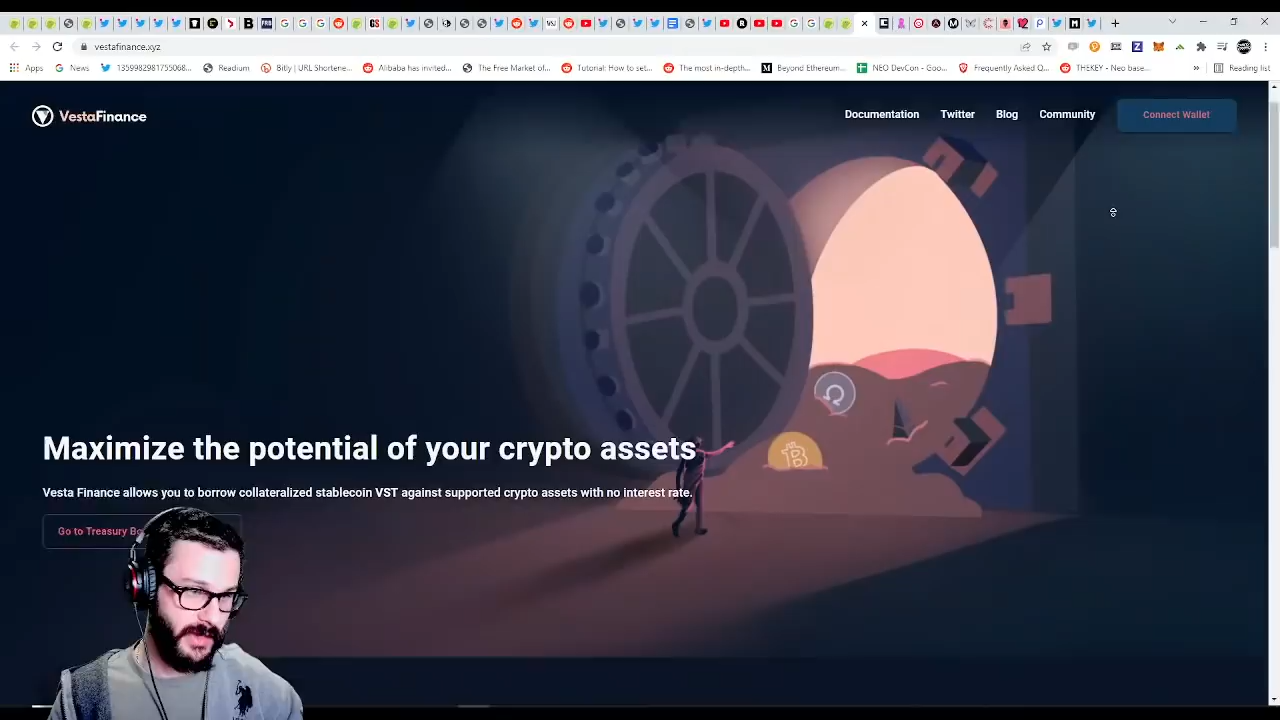 vestafinance.xyz
Apps
News
1359982981755068...
Readium
Bitly | URL Shortene...
Alibaba has invited...
The Free Market of...
Tutorial: How to set...
The most in-depth...
Beyond Ethereum...
NEO DevCon - Goo...
Frequently Asked Q...
THEKEY - Neo base...
»
Reading list
VestaFinance
Documentation
Twitter
Blog
Community
Connect Wallet
Maximize the potential of your crypto assets
Vesta Finance allows you to borrow collateralized stablecoin VST against supported crypto assets with no interest rate.
Go to Treasury